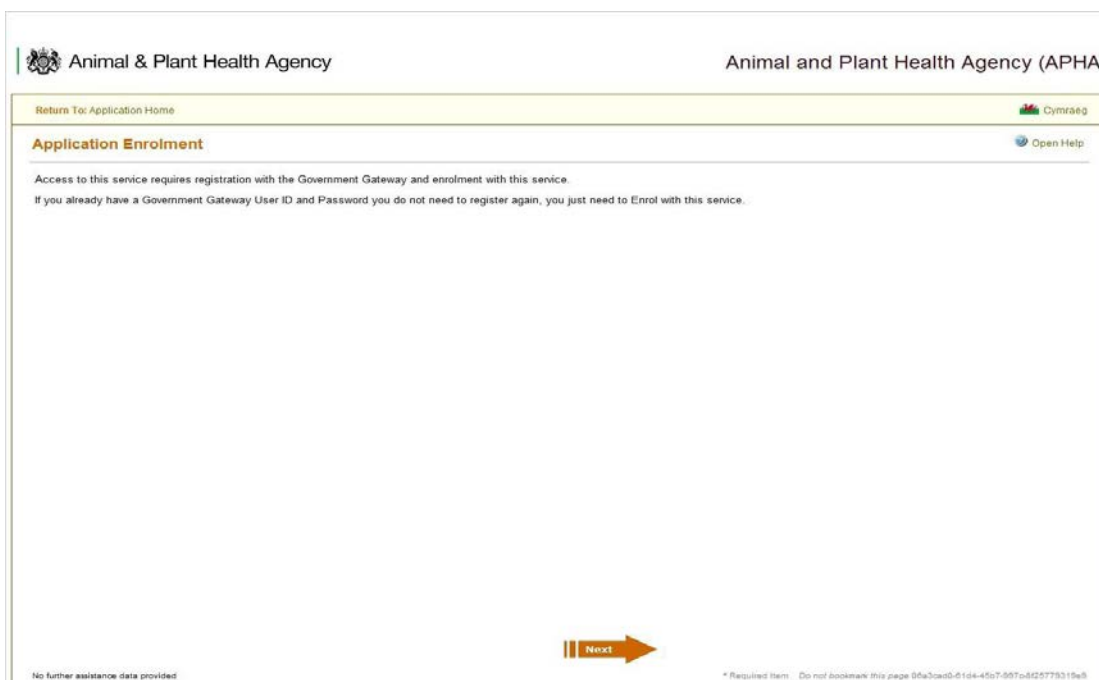 Animal & Plant Health Agency
Animal and Plant Health Agency (APHA
Return To: Application Home
Cymraeg
Application Enrolment
Open Help
Access to this service requires registration with the Government Gateway and enrolment with this service.
If you already have a Government Gateway User ID and Password you do not need to register again, you just need to Enrol with this service.
Next
No further assistance data provided
* Required Item Do not bookmark this page